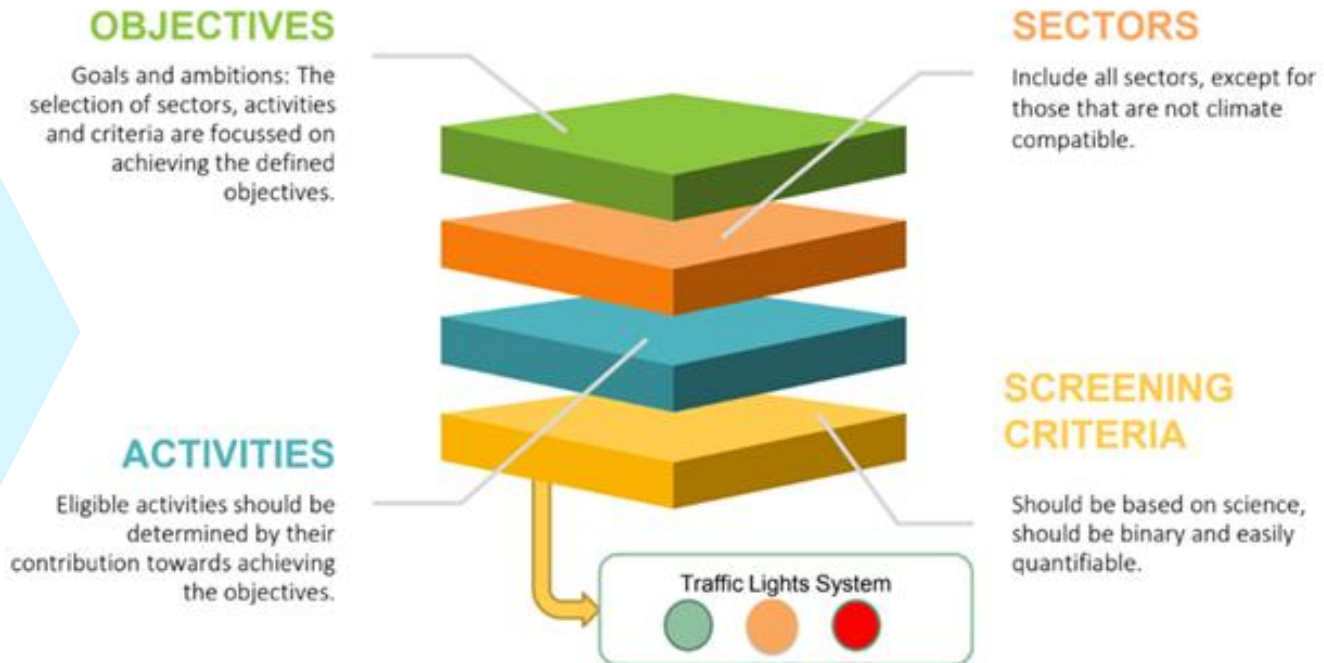 OBJECTIVES
Goals and ambitions: The
selection of sectors, activities
and criteria are focussed on
achieving the defined
objectives.
SECTORS
Include all sectors, except for
those that are not climate
compatible.
ACTIVITIES
Eligible activities should be
determined by their
contribution towards achieving
the objectives.
SCREENING
CRITERIA
Should be based on science,
should be binary and easily
quantifiable.
Traffic Lights System